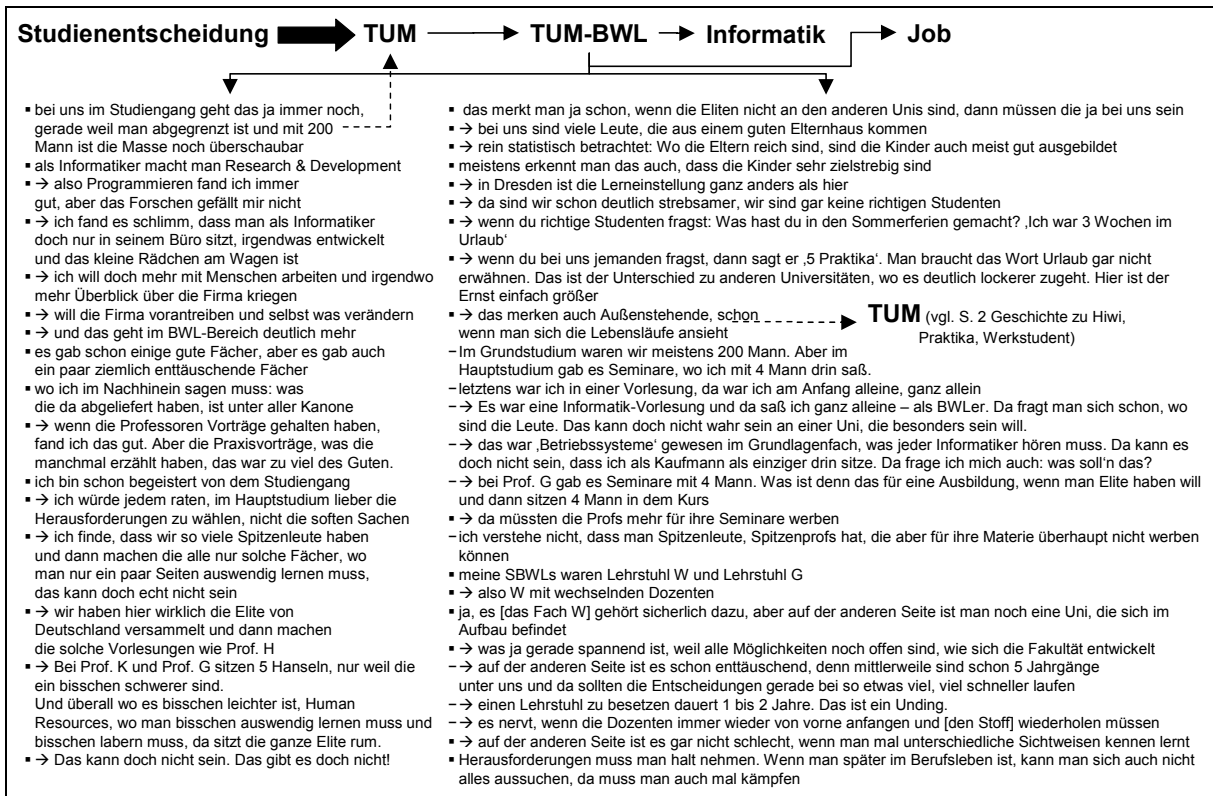 Studienentscheidung TUM TUM-BWL Informatik Job
▪ bei uns im Studiengang geht das ja immer noch,
gerade weil man abgegrenzt ist und mit 200
Mann ist die Masse noch überschaubar
▪ als Informatiker macht man Research & Development
▪ → also Programmieren fand ich immer
gut, aber das Forschen gefällt mir nicht
▪ → ich fand es schlimm, dass man als Informatiker
doch nur in seinem Büro sitzt, irgendwas entwickelt
und das kleine Rädchen am Wagen ist
▪ → ich will doch mehr mit Menschen arbeiten und irgendwo
mehr Überblick über die Firma kriegen
▪ → will die Firma vorantreiben und selbst was verändern
▪ → und das geht im BWL-Bereich deutlich mehr
▪ es gab schon einige gute Fächer, aber es gab auch
ein paar ziemlich enttäuschende Fächer
▪ wo ich im Nachhinein sagen muss: was
die da abgeliefert haben, ist unter aller Kanone
▪ → wenn die Professoren Vorträge gehalten haben,
fand ich das gut. Aber die Praxisvorträge, was die
manchmal erzählt haben, das war zu viel des Guten.
▪ ich bin schon begeistert von dem Studiengang
▪ → ich würde jedem raten, im Hauptstudium lieber die
Herausforderungen zu wählen, nicht die soften Sachen
▪ → ich finde, dass wir so viele Spitzenleute haben
und dann machen die alle nur solche Fächer, wo
man nur ein paar Seiten auswendig lernen muss,
das kann doch echt nicht sein
▪ → wir haben hier wirklich die Elite von
Deutschland versammelt und dann machen
die solche Vorlesungen wie Prof. H
▪ → Bei Prof. K und Prof. G sitzen 5 Hanseln, nur weil die
ein bisschen schwerer sind.
Und überall wo es bisschen leichter ist, Human
Resources, wo man bisschen auswendig lernen muss und
bisschen labern muss, da sitzt die ganze Elite rum.
▪ → Das kann doch nicht sein. Das gibt es doch nicht!
▪ das merkt man ja schon, wenn die Eliten nicht an den anderen Unis sind, dann müssen die ja bei uns sein
▪ → bei uns sind viele Leute, die aus einem guten Elternhaus kommen
▪ → rein statistisch betrachtet: Wo die Eltern reich sind, sind die Kinder auch meist gut ausgebildet
▪ meistens erkennt man das auch, dass die Kinder sehr zielstrebig sind
▪ → in Dresden ist die Lerneinstellung ganz anders als hier
▪ → da sind wir schon deutlich strebsamer, wir sind gar keine richtigen Studenten
▪ → wenn du richtige Studenten fragst: Was hast du in den Sommerferien gemacht? ‚Ich war 3 Wochen im
Urlaub‘
▪ → wenn du bei uns jemanden fragst, dann sagt er ‚5 Praktika‘. Man braucht das Wort Urlaub gar nicht
erwähnen. Das ist der Unterschied zu anderen Universitäten, wo es deutlich lockerer zugeht. Hier ist der
Ernst einfach größer
▪ → das merken auch Außenstehende, schon
wenn man sich die Lebensläufe ansieht
TUM (vgl. S. 2 Geschichte zu Hiwi,
Praktika, Werkstudent)
– Im Grundstudium waren wir meistens 200 Mann. Aber im
Hauptstudium gab es Seminare, wo ich mit 4 Mann drin saß.
– letztens war ich in einer Vorlesung, da war ich am Anfang alleine, ganz allein
– → Es war eine Informatik-Vorlesung und da saß ich ganz alleine – als BWLer. Da fragt man sich schon, wo
sind die Leute. Das kann doch nicht wahr sein an einer Uni, die besonders sein will.
– → das war ‚Betriebssysteme‘ gewesen im Grundlagenfach, was jeder Informatiker hören muss. Da kann es
doch nicht sein, dass ich als Kaufmann als einziger drin sitze. Da frage ich mich auch: was soll'n das?
– → bei Prof. G gab es Seminare mit 4 Mann. Was ist denn das für eine Ausbildung, wenn man Elite haben will
und dann sitzen 4 Mann in dem Kurs
▪ → da müssten die Profs mehr für ihre Seminare werben
– ich verstehe nicht, dass man Spitzenleute, Spitzenprofs hat, die aber für ihre Materie überhaupt nicht werben
können
▪ meine SBWLs waren Lehrstuhl W und Lehrstuhl G
▪ → also W mit wechselnden Dozenten
▪ ja, es [das Fach W] gehört sicherlich dazu, aber auf der anderen Seite ist man noch eine Uni, die sich im
Aufbau befindet
▪ → was ja gerade spannend ist, weil alle Möglichkeiten noch offen sind, wie sich die Fakultät entwickelt
– → auf der anderen Seite ist es schon enttäuschend, denn mittlerweile sind schon 5 Jahrgänge
unter uns und da sollten die Entscheidungen gerade bei so etwas viel, viel schneller laufen
– → einen Lehrstuhl zu besetzen dauert 1 bis 2 Jahre. Das ist ein Unding.
– → es nervt, wenn die Dozenten immer wieder von vorne anfangen und [den Stoff] wiederholen müssen
▪ → auf der anderen Seite ist es gar nicht schlecht, wenn man mal unterschiedliche Sichtweisen kennen lernt
▪ Herausforderungen muss man halt nehmen. Wenn man später im Berufsleben ist, kann man sich auch nicht
alles aussuchen, da muss man auch mal kämpfen